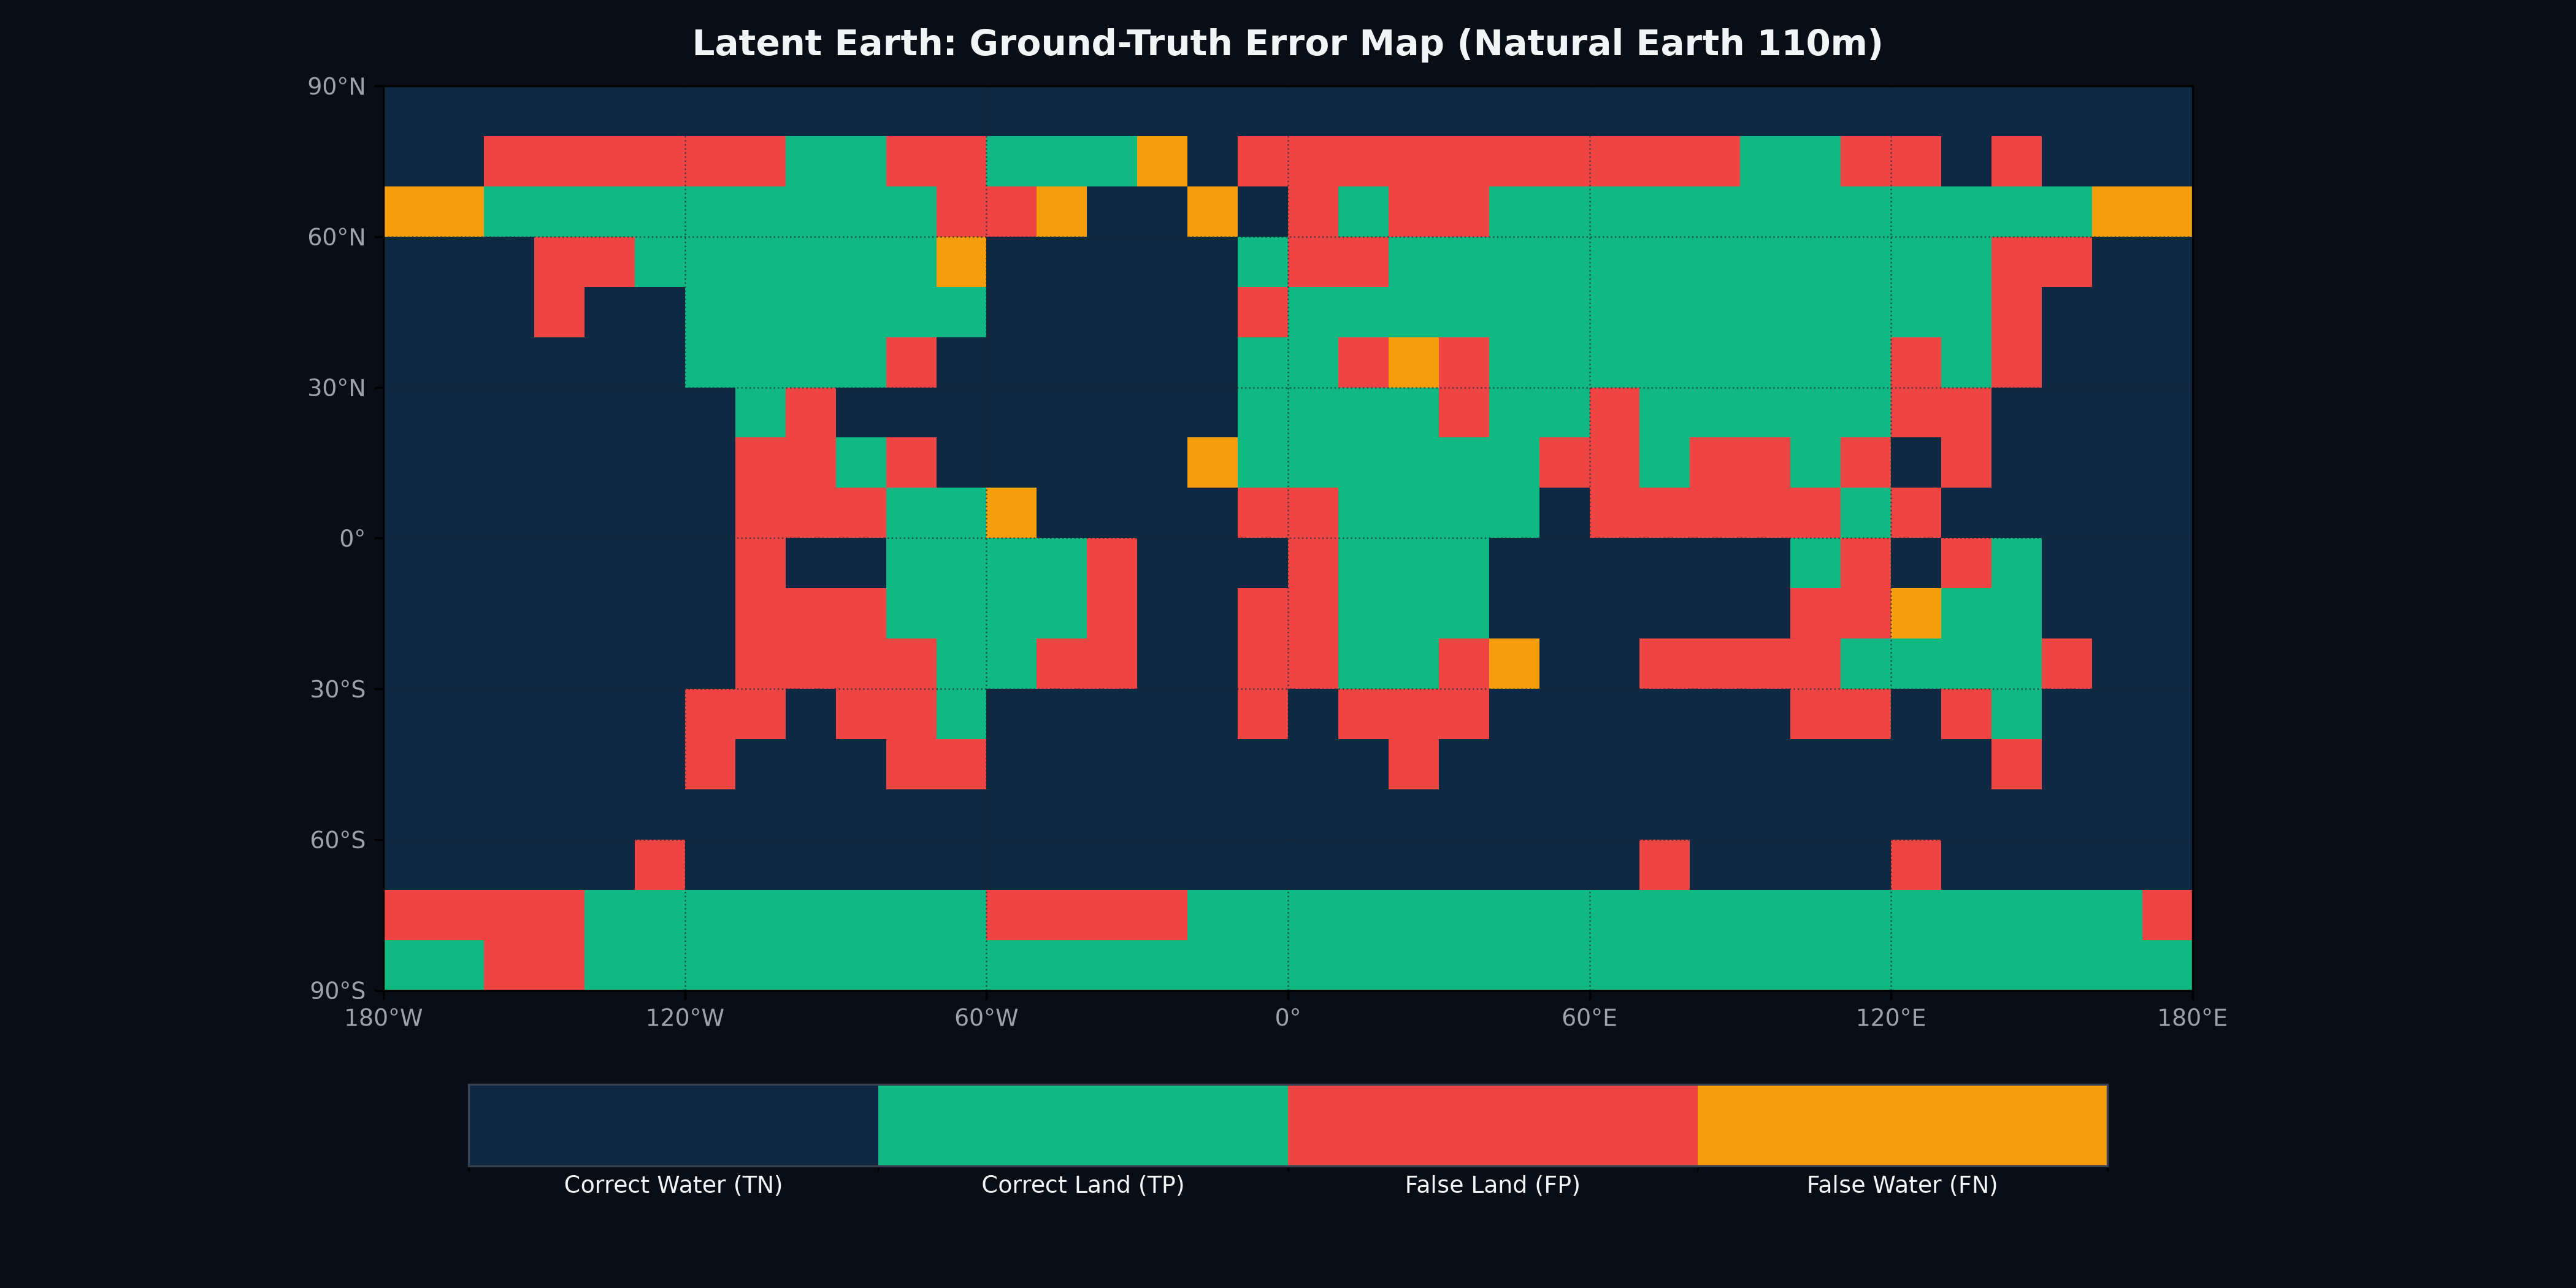 Latent Earth: Ground-Truth Error Map (Natural Earth 110m)
90°N
60°N
30°N
0°
30°S
60°S
90°S
180°W 120°W 60°W 0° 60°E 120°E 180°E
Correct Water (TN) Correct Land (TP) False Land (FP) False Water (FN)